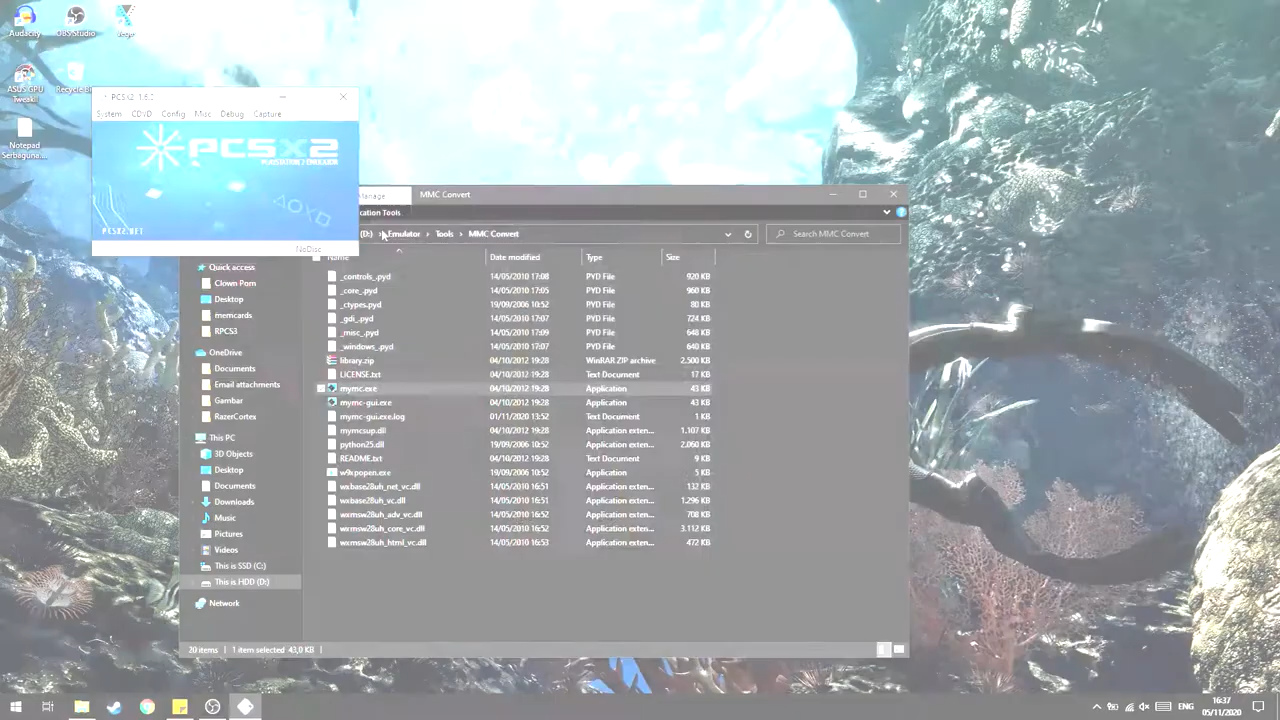 Audacity
OBS Studio
ASUS GPU
Tweak II
Notepad
Serbaguna....
PCSX2 1.6.0
System CDVD Config Misc Debug Capture
PCSX2
PLAYSTATION 2 EMULATOR
PCSX2.NET
NoDisc
Manage
MMC Convert
cation Tools
(D:) › Emulator › Tools › MMC Convert
Search MMC Convert
Name Date modified Type Size
_controls_.pyd 14/05/2010 17:08 PYD File 920 KB
_core_.pyd 14/05/2010 17:05 PYD File 960 KB
_ctypes.pyd 19/09/2006 10:52 PYD File 80 KB
_gdi_.pyd 14/05/2010 17:07 PYD File 724 KB
_misc_.pyd 14/05/2010 17:09 PYD File 648 KB
_windows_.pyd 14/05/2010 17:07 PYD File 640 KB
library.zip 04/10/2012 19:28 WinRAR ZIP archive 2.500 KB
LICENSE.txt 04/10/2012 19:28 Text Document 17 KB
mymc.exe 04/10/2012 19:28 Application 43 KB
mymc-gui.exe 04/10/2012 19:28 Application 43 KB
mymc-gui.exe.log 01/11/2020 13:52 Text Document 1 KB
mymcsup.dll 04/10/2012 19:28 Application exten... 1.107 KB
python25.dll 19/09/2006 10:52 Application exten... 2.060 KB
README.txt 04/10/2012 19:28 Text Document 9 KB
w9xpopen.exe 19/09/2006 10:52 Application 5 KB
wxbase28uh_net_vc.dll 14/05/2010 16:51 Application exten... 132 KB
wxbase28uh_vc.dll 14/05/2010 16:51 Application exten... 1.296 KB
wxmsw28uh_adv_vc.dll 14/05/2010 16:52 Application exten... 708 KB
wxmsw28uh_core_vc.dll 14/05/2010 16:52 Application exten... 3.112 KB
wxmsw28uh_html_vc.dll 14/05/2010 16:53 Application exten... 472 KB
Quick access
Clown Porn
Desktop
memcards
RPCS3
OneDrive
Documents
Email attachments
Gambar
RazerCortex
This PC
3D Objects
Desktop
Documents
Downloads
Music
Pictures
Videos
This is SSD (C:)
This is HDD (D:)
Network
20 items 1 item selected 43,0 KB
ENG
16:37
05/11/2020